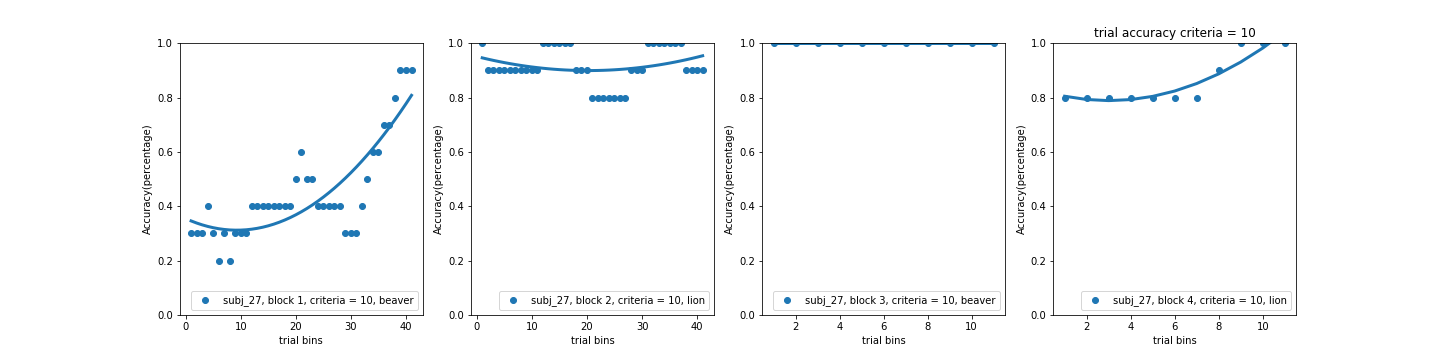 trial accuracy criteria = 10
1.0
0.8
0.6
0.4
0.2
0.0
Accuracy(percentage)
subj_27, block 1, criteria = 10, beaver
0 10 20 30 40
trial bins
1.0
0.8
0.6
0.4
0.2
0.0
Accuracy(percentage)
subj_27, block 2, criteria = 10, lion
0 10 20 30 40
trial bins
1.0
0.8
0.6
0.4
0.2
0.0
Accuracy(percentage)
subj_27, block 3, criteria = 10, beaver
2 4 6 8 10
trial bins
1.0
0.8
0.6
0.4
0.2
0.0
Accuracy(percentage)
subj_27, block 4, criteria = 10, lion
2 4 6 8 10
trial bins